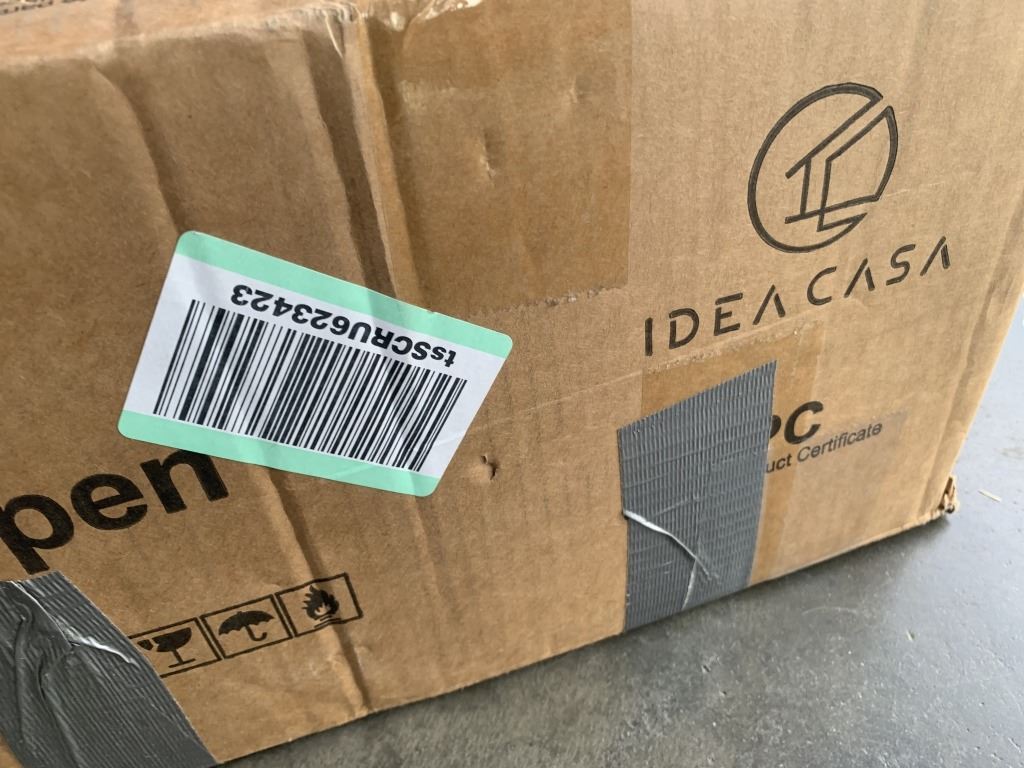 tsSCRU623423
IDEA CASA
pen
PC
uct Certificate